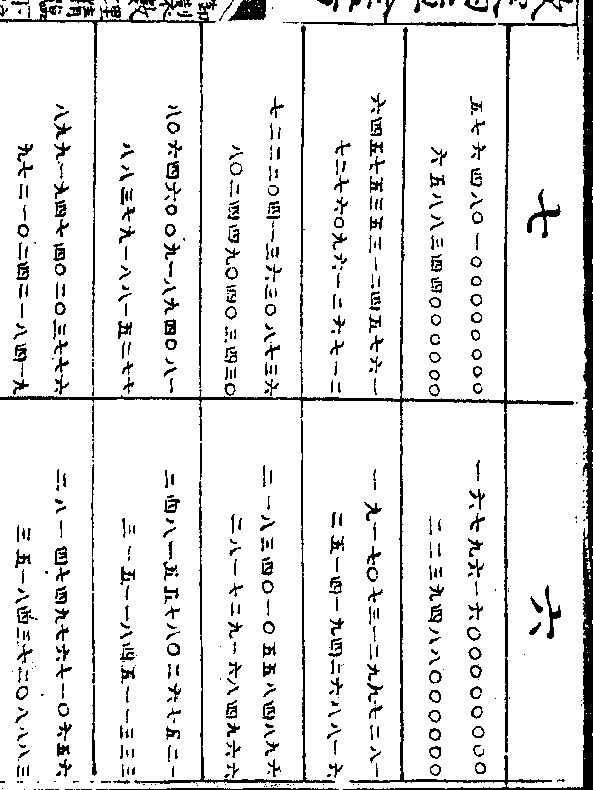 七
五七六四八〇一〇〇〇〇〇〇〇〇
六五八八三四四〇〇〇〇〇〇
六四五七五三五三一二四五七六一
七二七六〇九六一二六七一二
七二二二〇四一三六三〇八七三六
八〇二四四九〇四〇三四三〇
八〇六四六〇〇九一八九四〇八一
八八三七九一八八一五二七七
八九九一九四七四〇二〇三七七六
九七二一〇二四二一八四一九
六
一六七九六一六〇〇〇〇〇〇〇〇
二二三九四八八〇〇〇〇〇〇
一九一七〇七三一二九九七二八一
二五一四一九四二六八八一六
二一八三四〇一〇五五八四八九六
二八一七二九一六八四九六六
二四八一五五七八〇二六七五二一
三一五一一八四五一一三三三
二八一四七四九七六七一〇六五六
三五一八四三七二〇八八八三